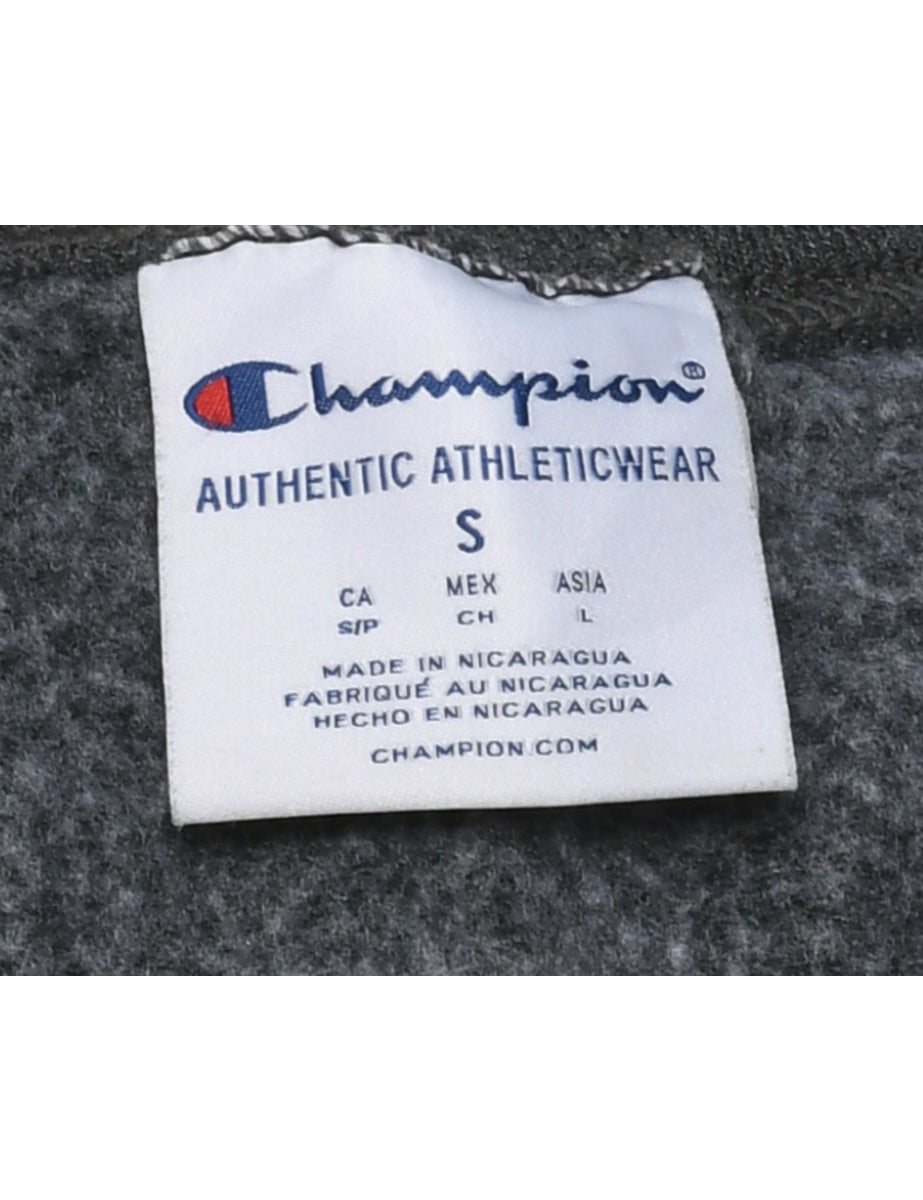 Champion®
AUTHENTIC ATHLETICWEAR
S
CA MEX ASIA
S/P CH L
MADE IN NICARAGUA
FABRIQUÉ AU NICARAGUA
HECHO EN NICARAGUA
CHAMPION.COM